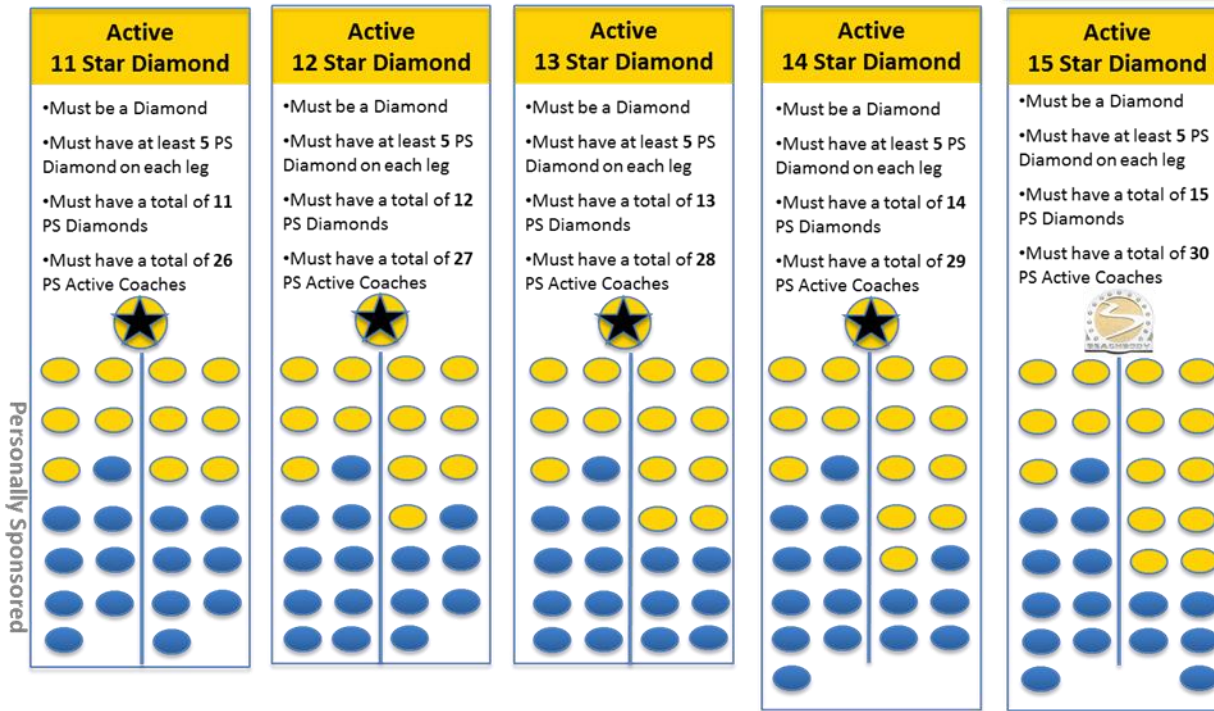 Active
11 Star Diamond
•Must be a Diamond
•Must have at least 5 PS
Diamond on each leg
•Must have a total of 11
PS Diamonds
•Must have a total of 26
PS Active Coaches
Active
12 Star Diamond
•Must be a Diamond
•Must have at least 5 PS
Diamond on each leg
•Must have a total of 12
PS Diamonds
•Must have a total of 27
PS Active Coaches
Active
13 Star Diamond
•Must be a Diamond
•Must have at least 5 PS
Diamond on each leg
•Must have a total of 13
PS Diamonds
•Must have a total of 28
PS Active Coaches
Active
14 Star Diamond
•Must be a Diamond
•Must have at least 5 PS
Diamond on each leg
•Must have a total of 14
PS Diamonds
•Must have a total of 29
PS Active Coaches
Active
15 Star Diamond
•Must be a Diamond
•Must have at least 5 PS
Diamond on each leg
•Must have a total of 15
PS Diamonds
•Must have a total of 30
PS Active Coaches
BEACHBODY
Personally Sponsored